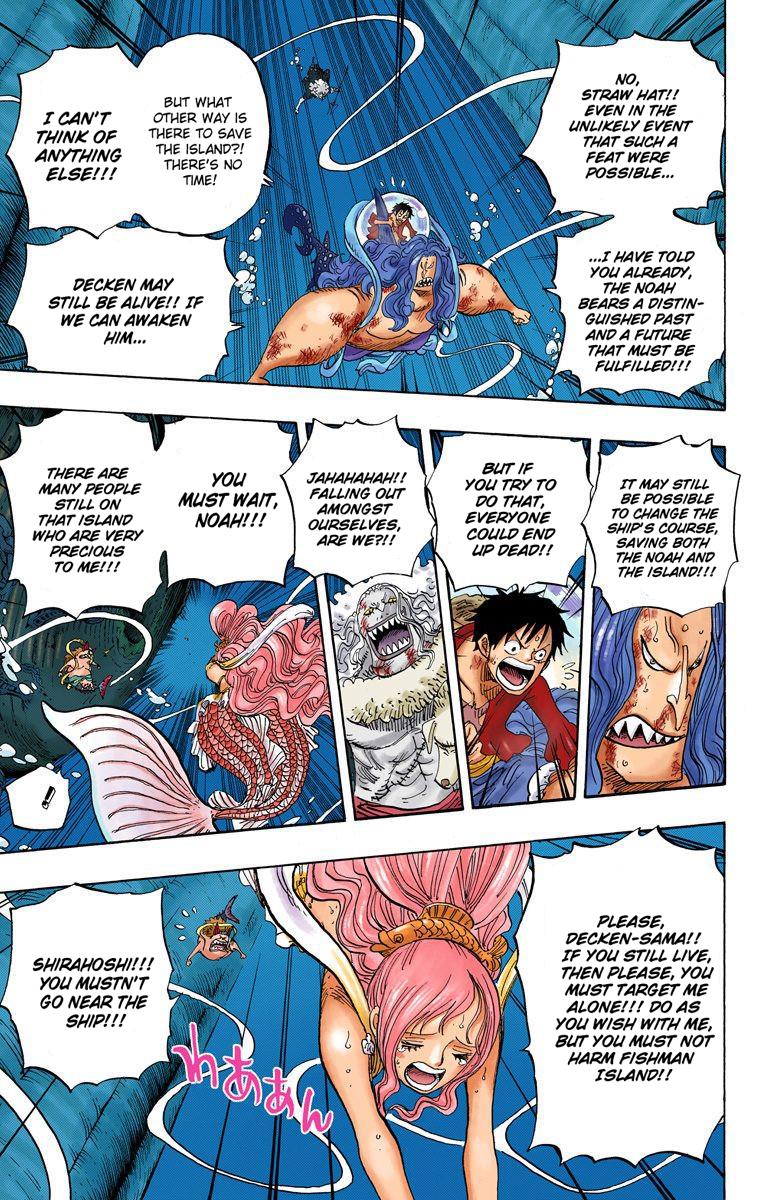 NO,
STRAW HAT!!
EVEN IN THE
UNLIKELY EVENT
THAT SUCH A
FEAT WERE
POSSIBLE...
...I HAVE TOLD
YOU ALREADY,
THE NOAH
BEARS A DISTIN-
GUISHED PAST
AND A FUTURE
THAT MUST BE
FULFILLED!!!
BUT WHAT
OTHER WAY IS
THERE TO SAVE
THE ISLAND?!
THERE'S NO
TIME!
I CAN'T
THINK OF
ANYTHING
ELSE!!!
DECKEN MAY
STILL BE ALIVE!! IF
WE CAN AWAKEN
HIM...
IT MAY STILL
BE POSSIBLE
TO CHANGE THE
SHIP'S COURSE,
SAVING BOTH
THE NOAH AND
THE ISLAND!!!
BUT IF
YOU TRY TO
DO THAT,
EVERYONE
COULD END
UP DEAD!!
JAHAHAHAH!!
FALLING OUT
AMONGST
OURSELVES,
ARE WE?!!
YOU
MUST WAIT,
NOAH!!!
THERE ARE
MANY PEOPLE
STILL ON
THAT ISLAND
WHO ARE VERY
PRECIOUS
TO ME!!!
!!
PLEASE,
DECKEN-SAMA!!
IF YOU STILL LIVE,
THEN PLEASE, YOU
MUST TARGET ME
ALONE!!! DO AS
YOU WISH WITH ME,
BUT YOU MUST NOT
HARM FISHMAN
ISLAND!!
SHIRAHOSHI!!!
YOU MUSTN'T
GO NEAR THE
SHIP!!!
わああん